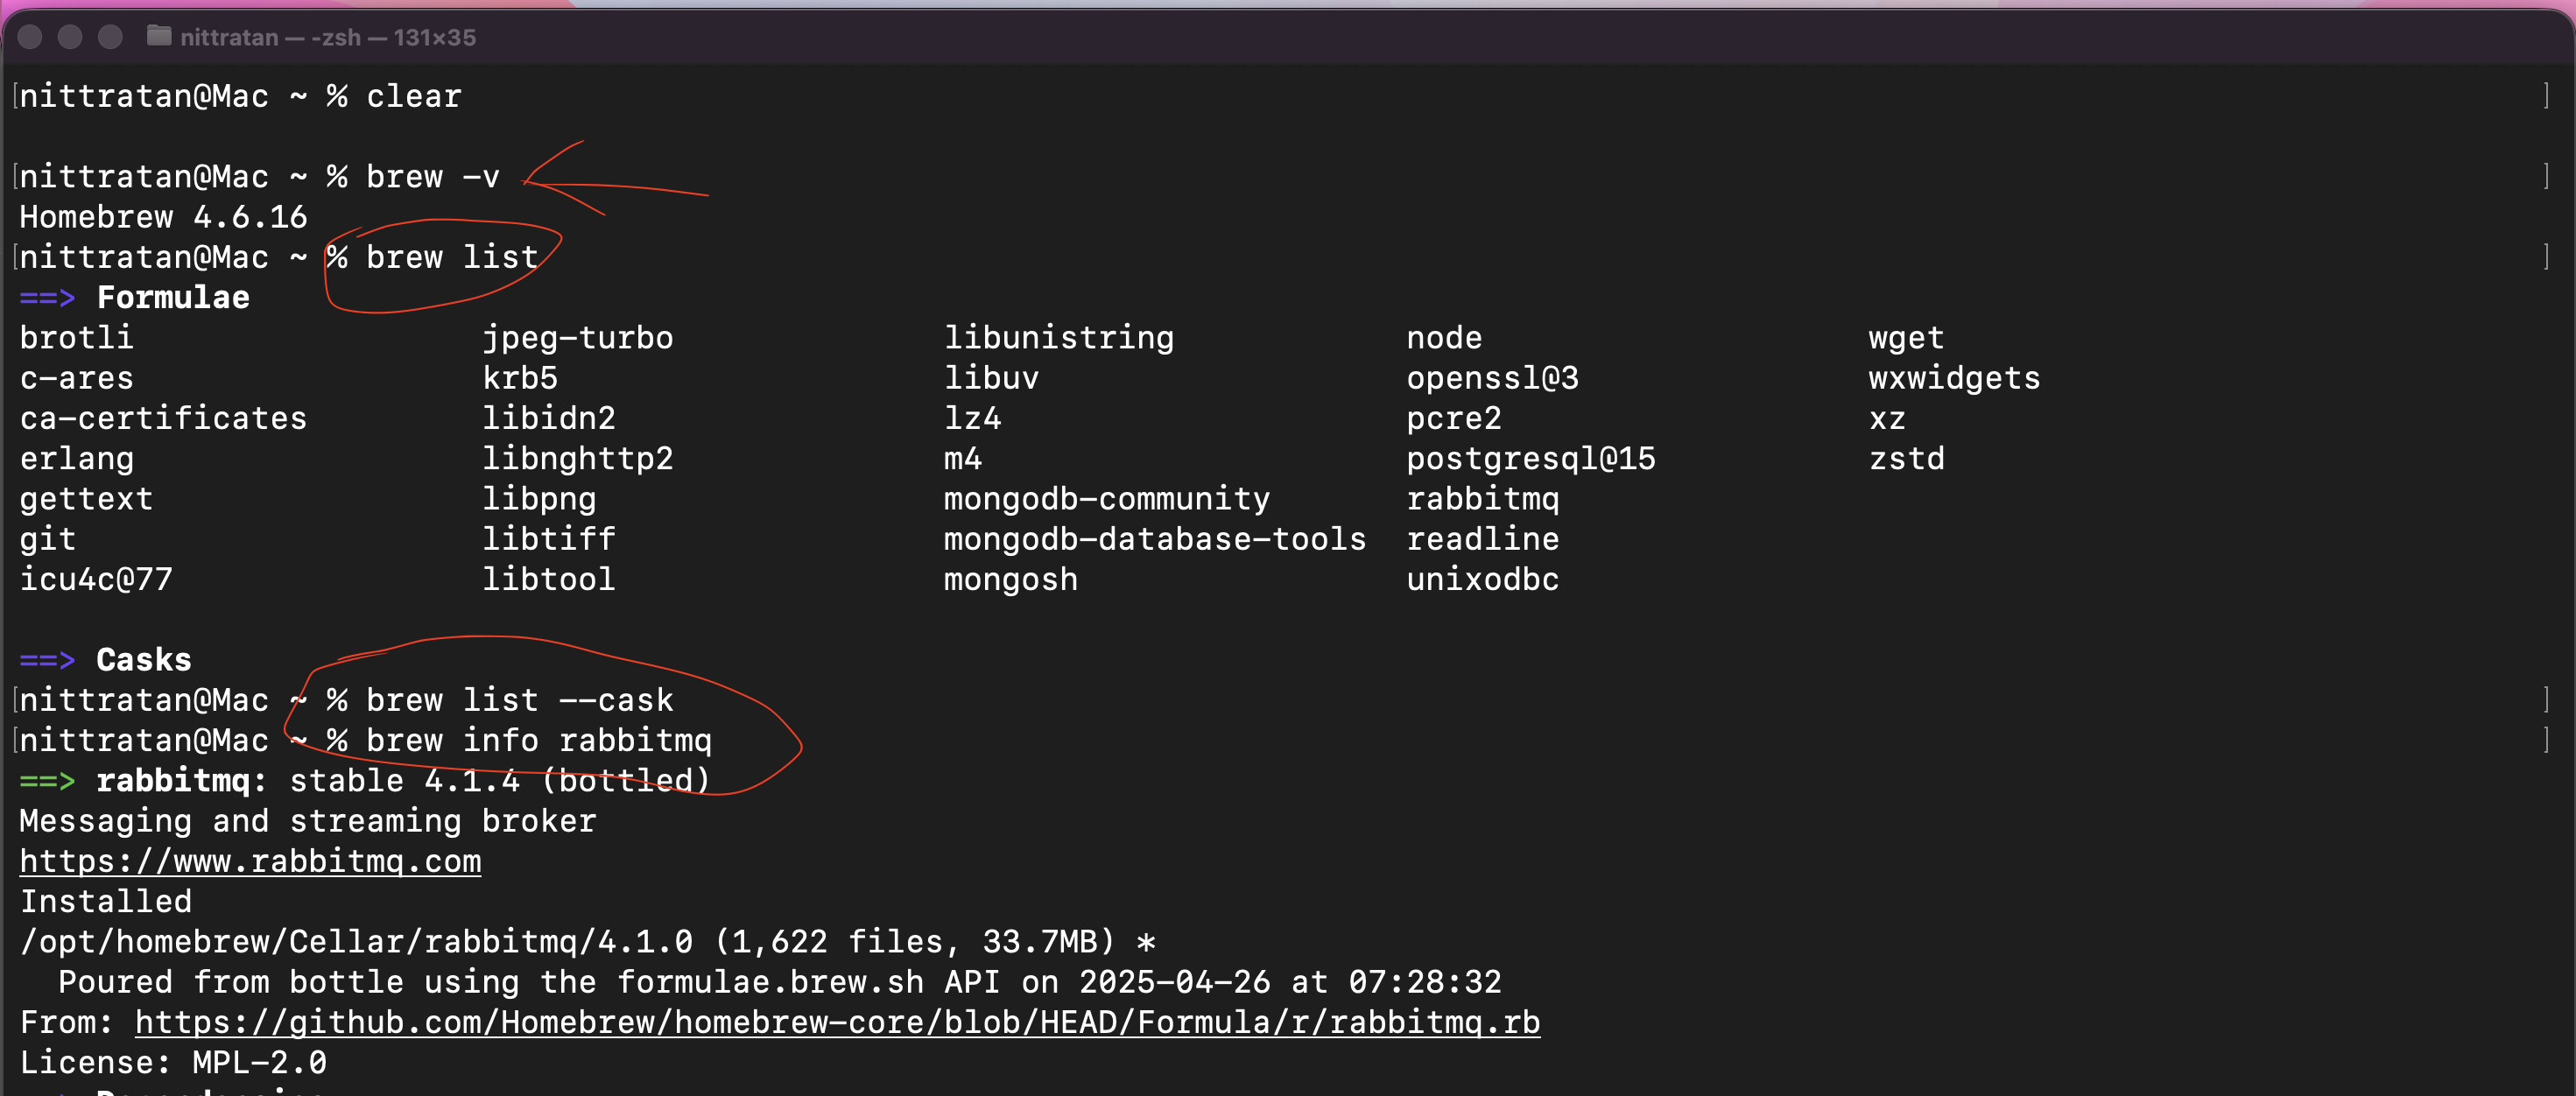 nittratan — -zsh — 131×35
nittratan@Mac ~ % clear
nittratan@Mac ~ % brew -v
Homebrew 4.6.16
nittratan@Mac ~ % brew list
==> Formulae
brotli jpeg-turbo libunistring node wget
c-ares krb5 libuv openssl@3 wxwidgets
ca-certificates libidn2 lz4 pcre2 xz
erlang libnghttp2 m4 postgresql@15 zstd
gettext libpng mongodb-community rabbitmq
git libtiff mongodb-database-tools readline
icu4c@77 libtool mongosh unixodbc
==> Casks
nittratan@Mac ~ % brew list --cask
nittratan@Mac ~ % brew info rabbitmq
==> rabbitmq: stable 4.1.4 (bottled)
Messaging and streaming broker
https://www.rabbitmq.com
Installed
/opt/homebrew/Cellar/rabbitmq/4.1.0 (1,622 files, 33.7MB) *
Poured from bottle using the formulae.brew.sh API on 2025-04-26 at 07:28:32
From: https://github.com/Homebrew/homebrew-core/blob/HEAD/Formula/r/rabbitmq.rb
License: MPL-2.0